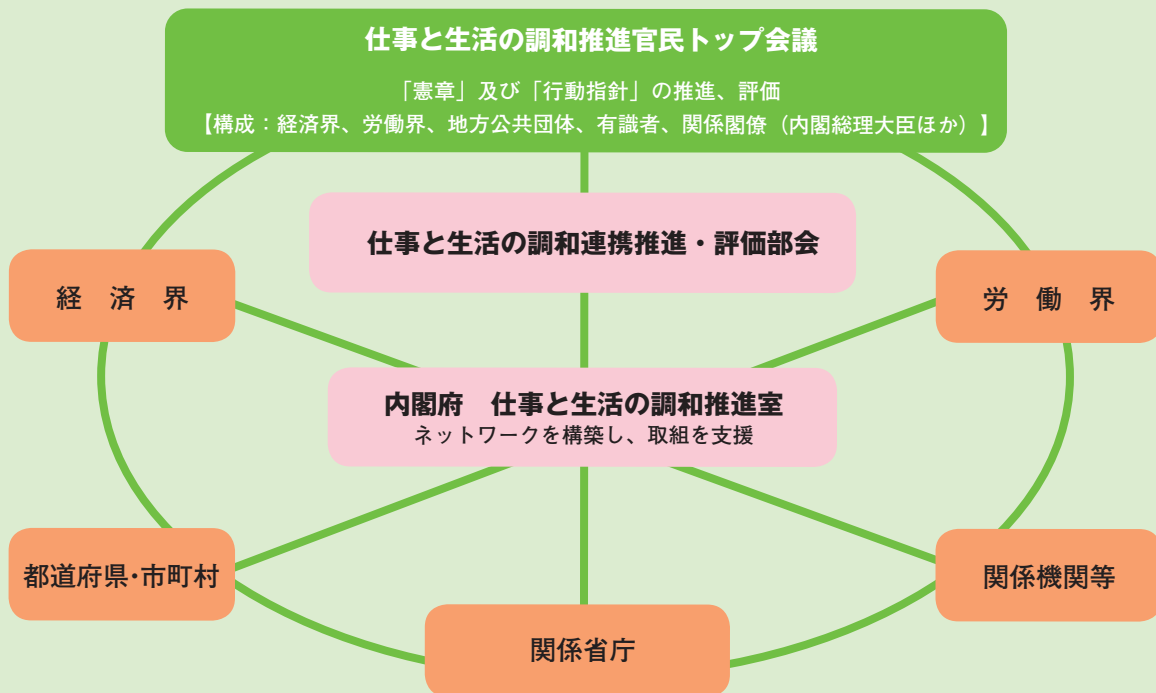 仕事と生活の調和推進官民トップ会議
「憲章」及び「行動指針」の推進、評価
【構成：経済界、労働界、地方公共団体、有識者、関係閣僚（内閣総理大臣ほか）】
仕事と生活の調和連携推進・評価部会
経　済　界
労　働　界
内閣府　仕事と生活の調和推進室
ネットワークを構築し、取組を支援
都道府県・市町村
関係機関等
関係省庁